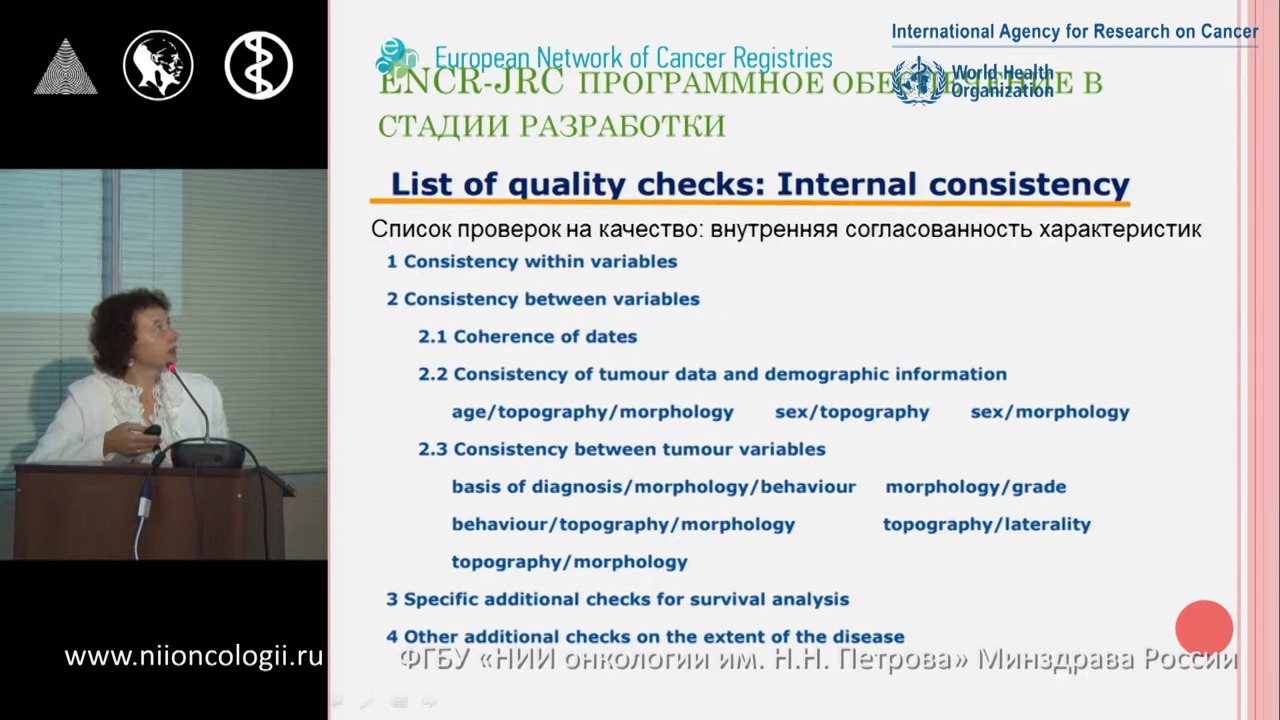 European Network of Cancer Registries
International Agency for Research on Cancer
World Health
Organization
ENCR-JRC ПРОГРАММНОЕ ОБЕСПЕЧЕНИЕ В
СТАДИИ РАЗРАБОТКИ
List of quality checks: Internal consistency
Список проверок на качество: внутренняя согласованность характеристик
1 Consistency within variables
2 Consistency between variables
2.1 Coherence of dates
2.2 Consistency of tumour data and demographic information
age/topography/morphology sex/topography sex/morphology
2.3 Consistency between tumour variables
basis of diagnosis/morphology/behaviour morphology/grade
behaviour/topography/morphology topography/laterality
topography/morphology
3 Specific additional checks for survival analysis
4 Other additional checks on the extent of the disease
www.niioncologii.ru ФГБУ «НИИ онкологии им. Н.Н. Петрова» Минздрава России